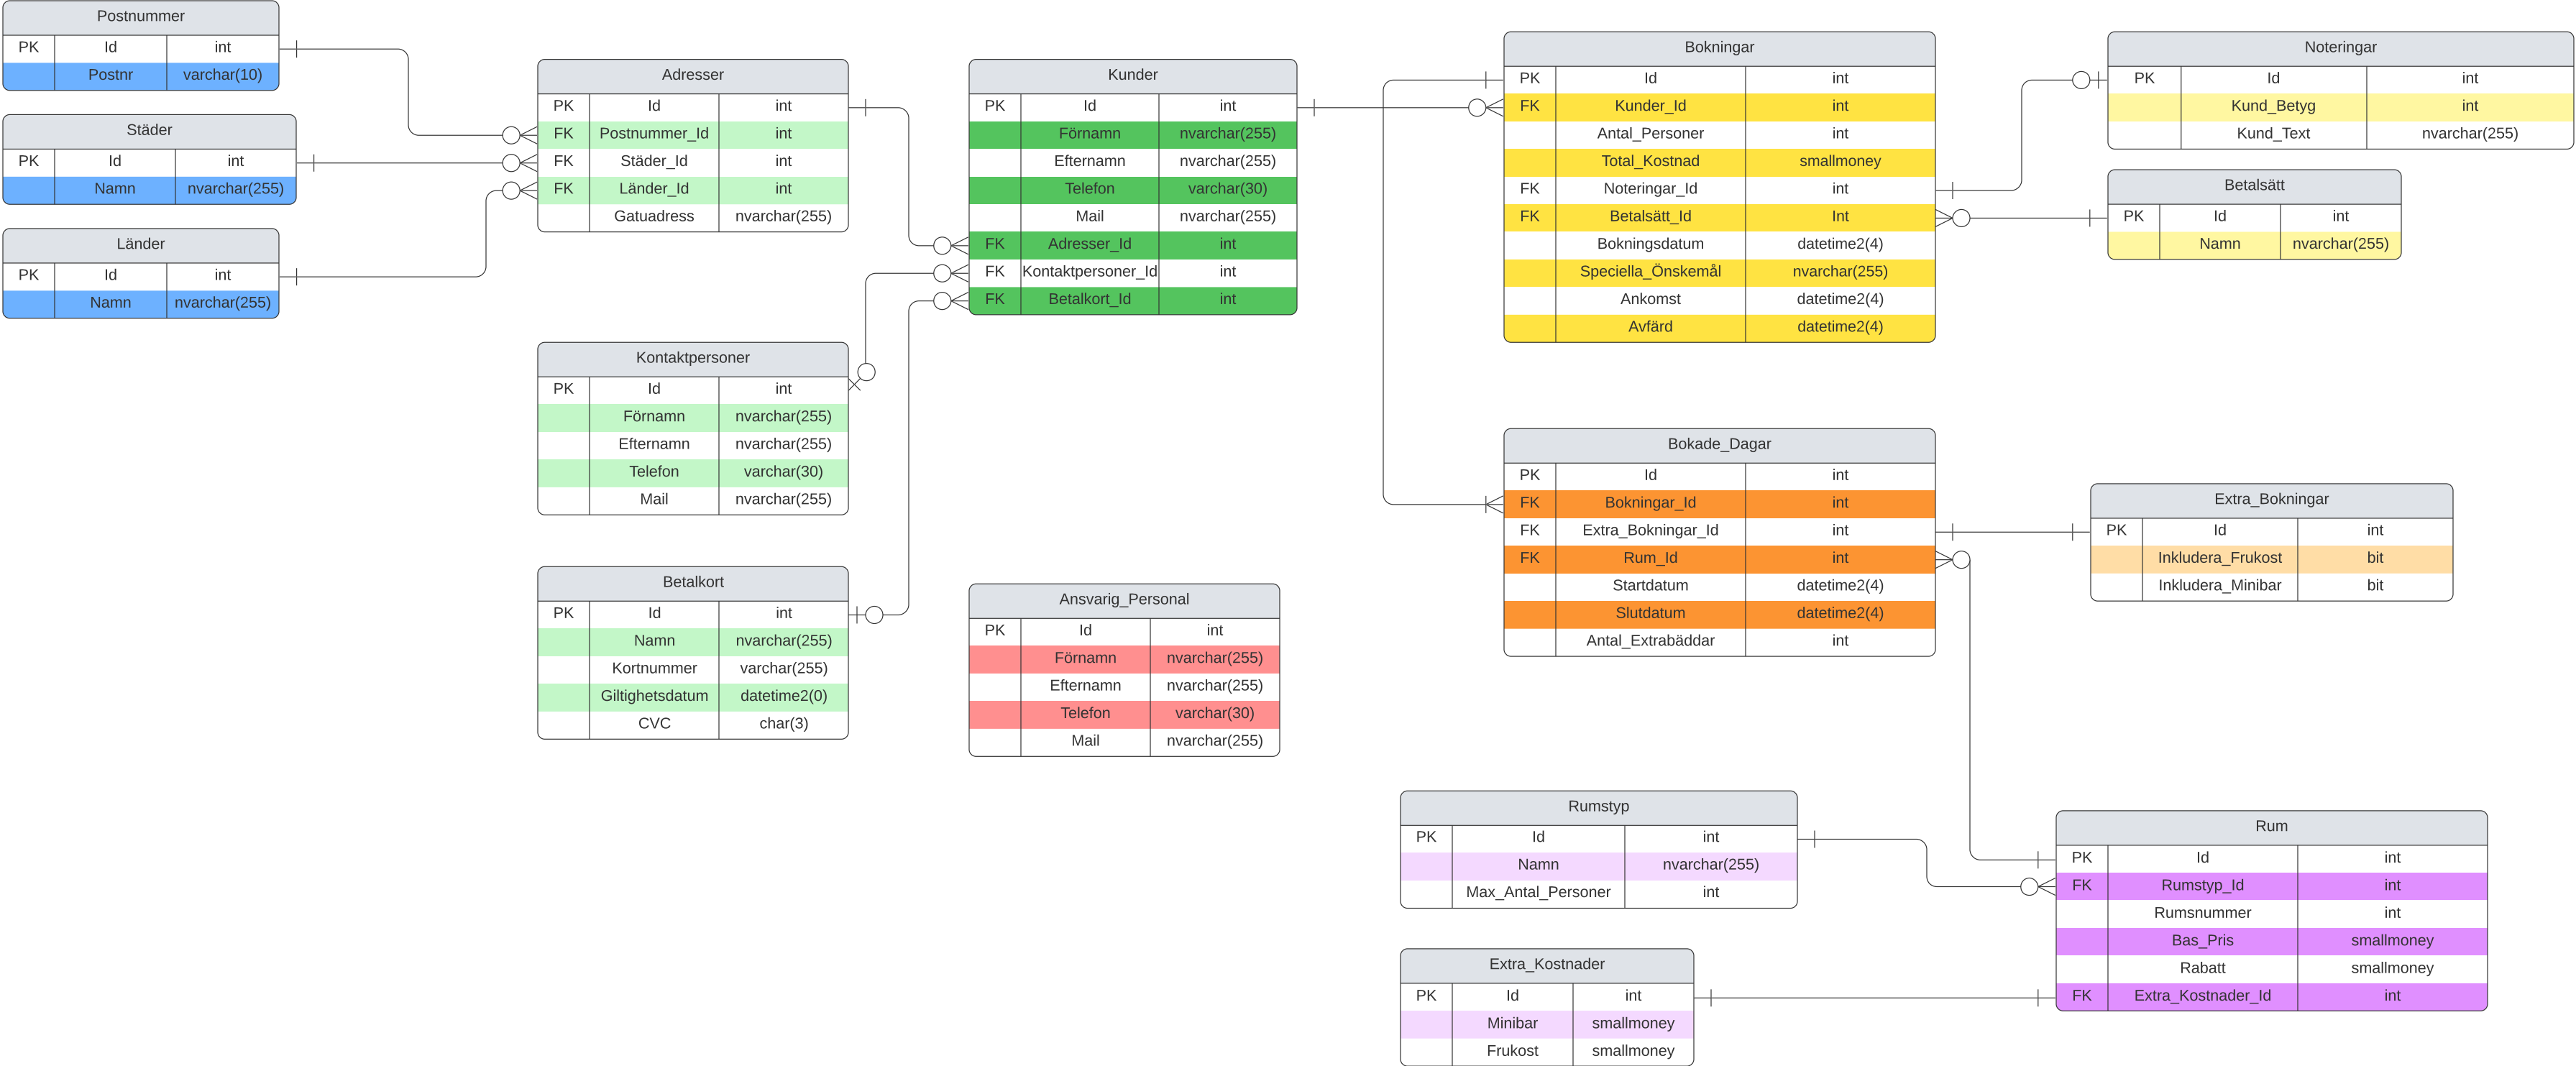 Postnummer
PK Id int
Postnr varchar(10)
Städer
PK Id int
Namn nvarchar(255)
Länder
PK Id int
Namn nvarchar(255)
Adresser
PK Id int
FK Postnummer_Id int
FK Städer_Id int
FK Länder_Id int
Gatuadress nvarchar(255)
Kontaktpersoner
PK Id int
Förnamn nvarchar(255)
Efternamn nvarchar(255)
Telefon varchar(30)
Mail nvarchar(255)
Betalkort
PK Id int
Namn nvarchar(255)
Kortnummer varchar(255)
Giltighetsdatum datetime2(0)
CVC char(3)
Kunder
PK Id int
Förnamn nvarchar(255)
Efternamn nvarchar(255)
Telefon varchar(30)
Mail nvarchar(255)
FK Adresser_Id int
FK Kontaktpersoner_Id int
FK Betalkort_Id int
Ansvarig_Personal
PK Id int
Förnamn nvarchar(255)
Efternamn nvarchar(255)
Telefon varchar(30)
Mail nvarchar(255)
Bokningar
PK Id int
FK Kunder_Id int
Antal_Personer int
Total_Kostnad smallmoney
FK Noteringar_Id int
FK Betalsätt_Id Int
Bokningsdatum datetime2(4)
Speciella_Önskemål nvarchar(255)
Ankomst datetime2(4)
Avfärd datetime2(4)
Bokade_Dagar
PK Id int
FK Bokningar_Id int
FK Extra_Bokningar_Id int
FK Rum_Id int
Startdatum datetime2(4)
Slutdatum datetime2(4)
Antal_Extrabäddar int
Rumstyp
PK Id int
Namn nvarchar(255)
Max_Antal_Personer int
Extra_Kostnader
PK Id int
Minibar smallmoney
Frukost smallmoney
Noteringar
PK Id int
Kund_Betyg int
Kund_Text nvarchar(255)
Betalsätt
PK Id int
Namn nvarchar(255)
Extra_Bokningar
PK Id int
Inkludera_Frukost bit
Inkludera_Minibar bit
Rum
PK Id int
FK Rumstyp_Id int
Rumsnummer int
Bas_Pris smallmoney
Rabatt smallmoney
FK Extra_Kostnader_Id int